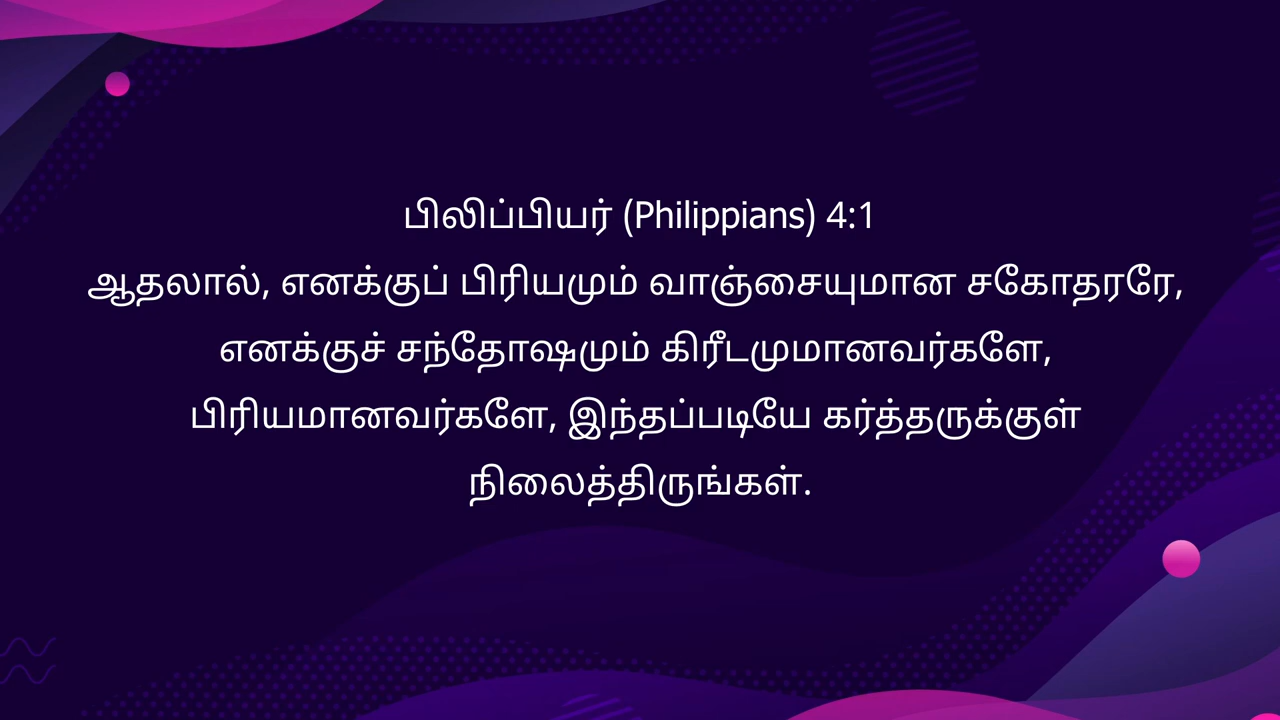 பிலிப்பியர் (Philippians) 4:1
ஆதலால், எனக்குப் பிரியமும் வாஞ்சையுமான சகோதரரே,
எனக்குச் சந்தோஷமும் கிரீடமுமானவர்களே,
பிரியமானவர்களே, இந்தப்படியே கர்த்தருக்குள்
நிலைத்திருங்கள்.